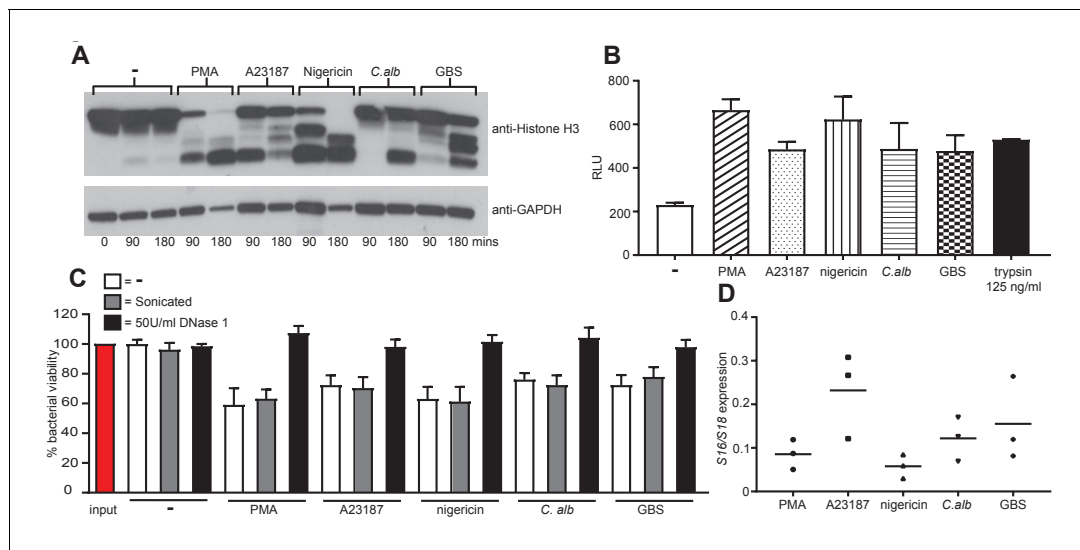 A
- PMA A23187 Nigericin C.alb GBS
anti-Histone H3
anti-GAPDH
0 90 180 90 180 90 180 90 180 90 180 90 180 mins
B
800
600
400
200
0
RLU
- PMA A23187 nigericin C.alb GBS trypsin
125 ng/ml
C
= -
= Sonicated
= 50U/ml DNase 1
120
100
80
60
40
20
0
% bacterial viability
input - PMA A23187 nigericin C. alb GBS
D
0.4
0.3
0.2
0.1
0.0
S16/S18 expression
PMA A23187 nigericin C.alb GBS